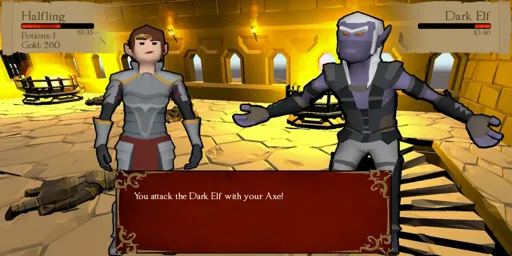 Halfling
19:35
Potions: 1
Gold: 260
Dark Elf
10:40
You attack the Dark Elf with your Axe!